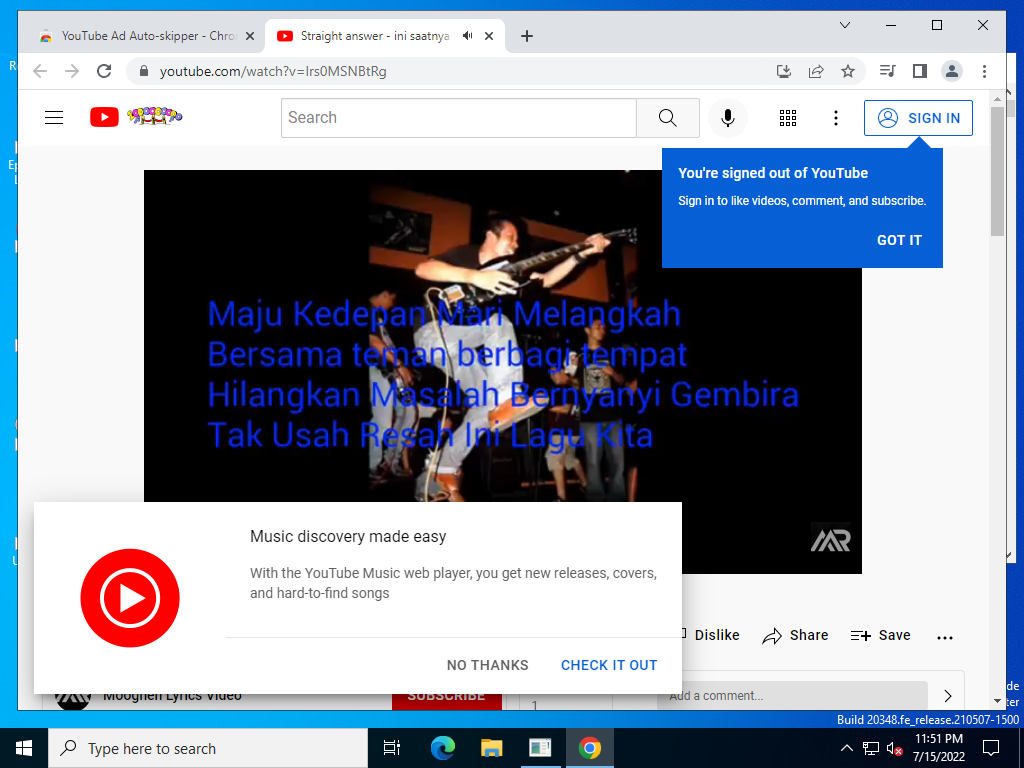 YouTube Ad Auto-skipper - Chro
Straight answer - ini saatnya
youtube.com/watch?v=Irs0MSNBtRg
Search
SIGN IN
You're signed out of YouTube
Sign in to like videos, comment, and subscribe.
GOT IT
Maju Kedepan Mari Melangkah
Bersama teman berbagi tempat
Hilangkan Masalah Bernyanyi Gembira
Tak Usah Resah Ini Lagu Kita
MR
Music discovery made easy
With the YouTube Music web player, you get new releases, covers,
and hard-to-find songs
NO THANKS
CHECK IT OUT
Dislike
Share
Save
Moognen Lyrics Video
SUBSCRIBE
1
Add a comment...
Build 20348.fe_release.210507-1500
Type here to search
11:51 PM
7/15/2022